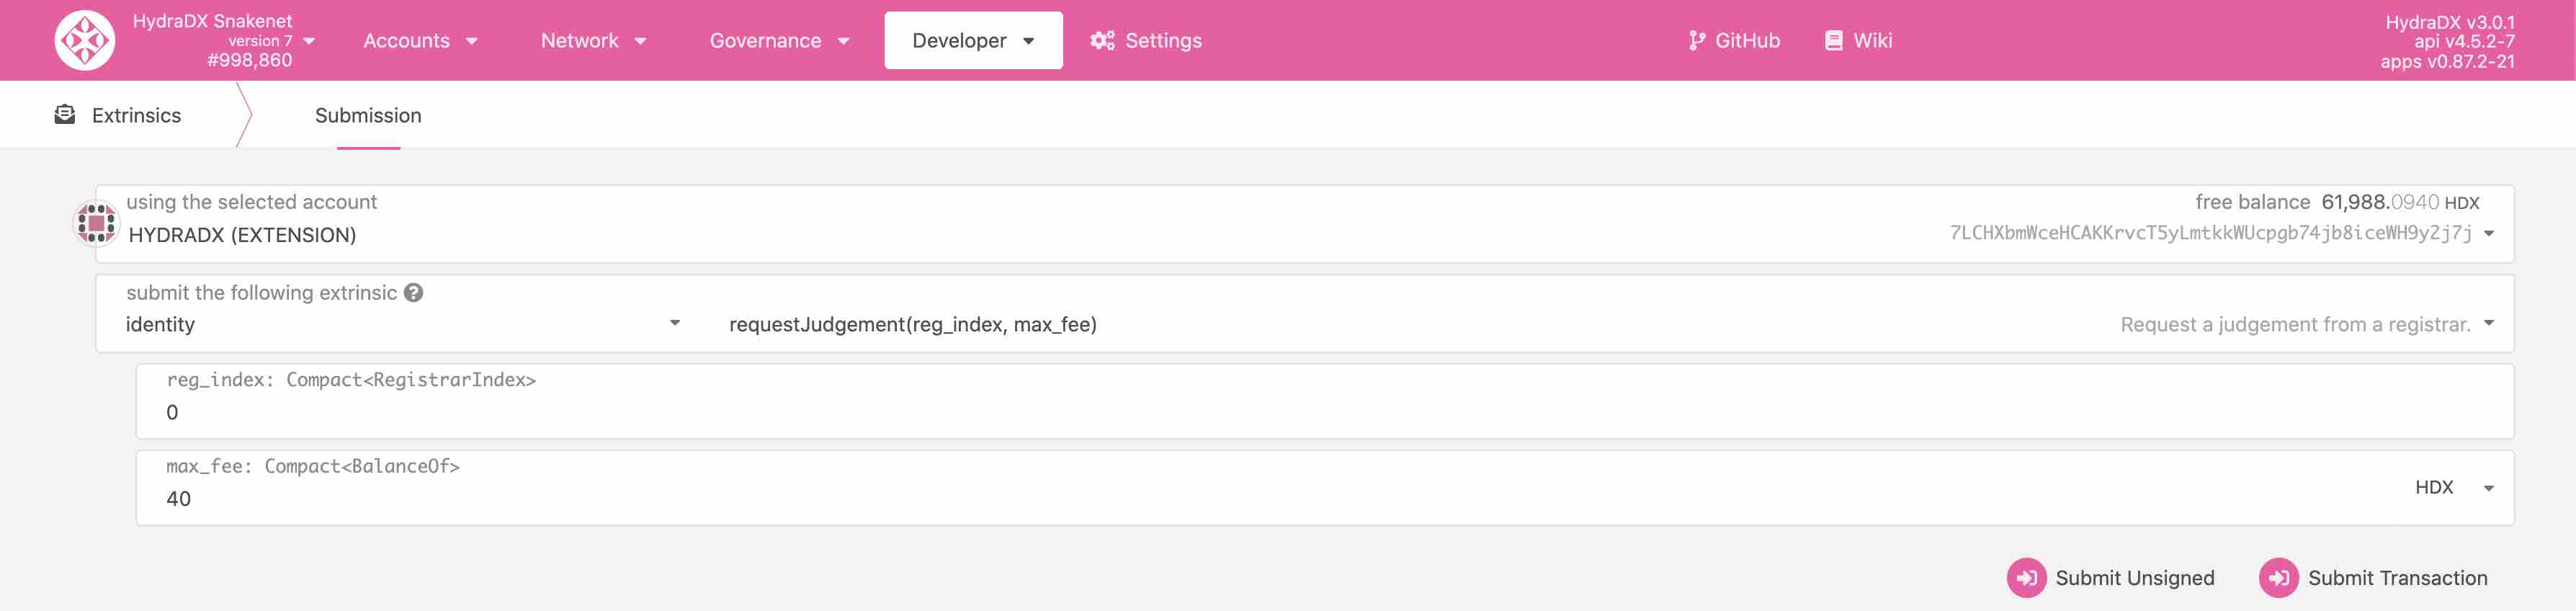 HydraDX Snakenet
version 7
#998,860
Accounts
Network
Governance
Developer
Settings
GitHub
Wiki
HydraDX v3.0.1
api v4.5.2-7
apps v0.87.2-21
Extrinsics
Submission
using the selected account
HYDRADX (EXTENSION)
free balance 61,988.0940 HDX
7LCHXbmWceHCAKKrvcT5yLmtkkWUcpgb74jb8iceWH9y2j7j
submit the following extrinsic
identity
requestJudgement(reg_index, max_fee)
Request a judgement from a registrar.
reg_index: Compact<RegistrarIndex>
0
max_fee: Compact<BalanceOf>
40
HDX
Submit Unsigned
Submit Transaction